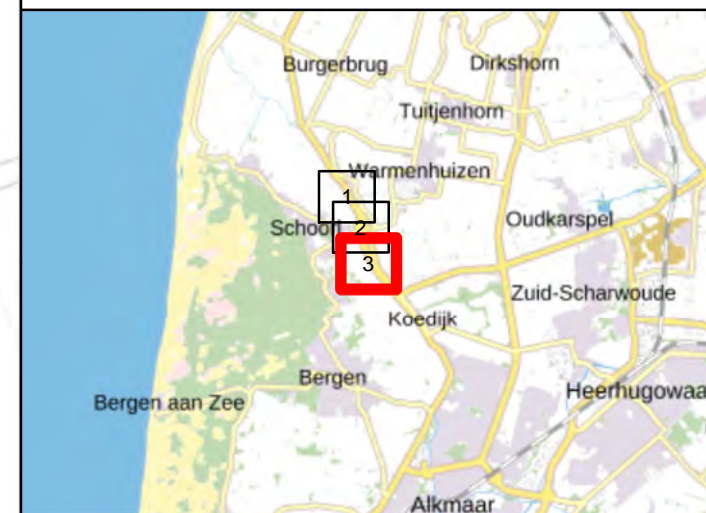 Burgerbrug
Dirkshorn
Tuitjenhorn
Warmenhuizen
1
Oudkarspel
Schoorl
2
3
Zuid-Scharwoude
Koedijk
Bergen
Heerhugowaa
Bergen aan Zee
Alkmaar